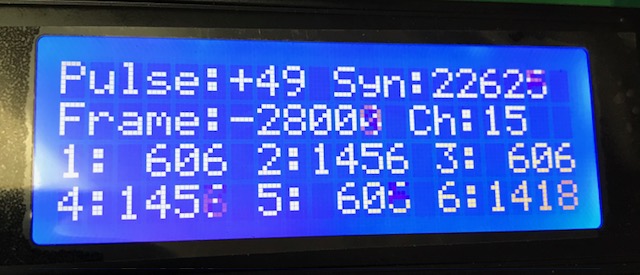 Pulse:+49 Syn:22625
Frame:-28000 Ch:15
1: 606 2:1456 3: 606
4:1456 5: 605 6:1418